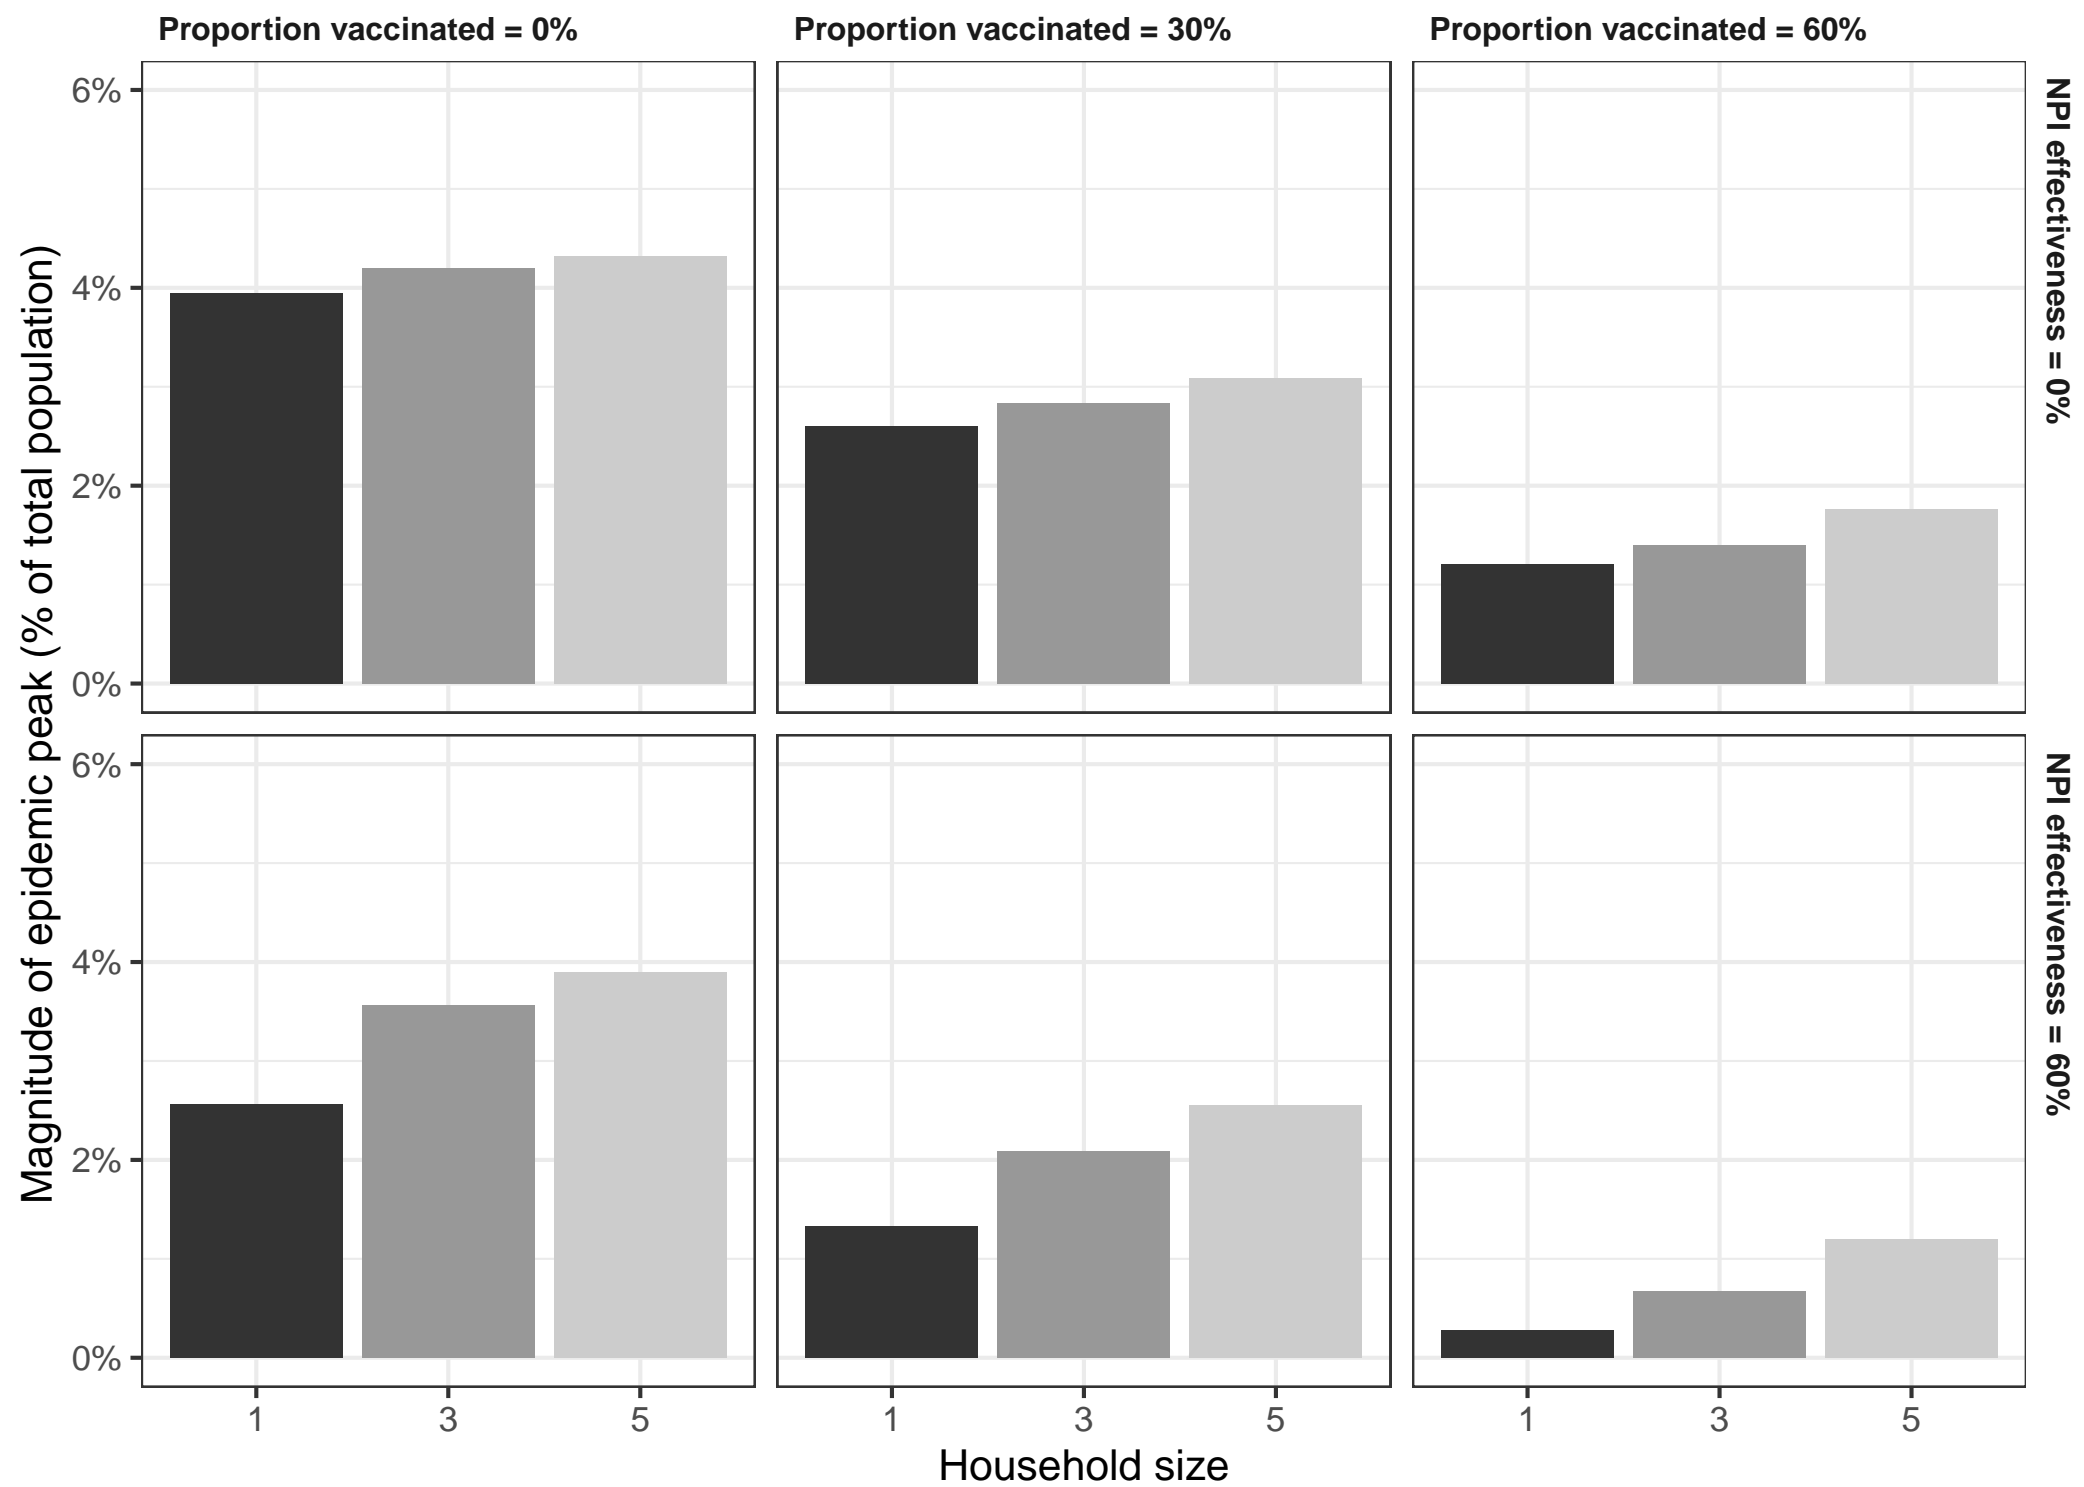 Proportion vaccinated = 0%
Proportion vaccinated = 30%
Proportion vaccinated = 60%
Magnitude of epidemic peak (% of total population)
6%
4%
2%
0%
NPI effectiveness = 0%
6%
4%
2%
0%
NPI effectiveness = 60%
1 3 5
1 3 5
1 3 5
Household size